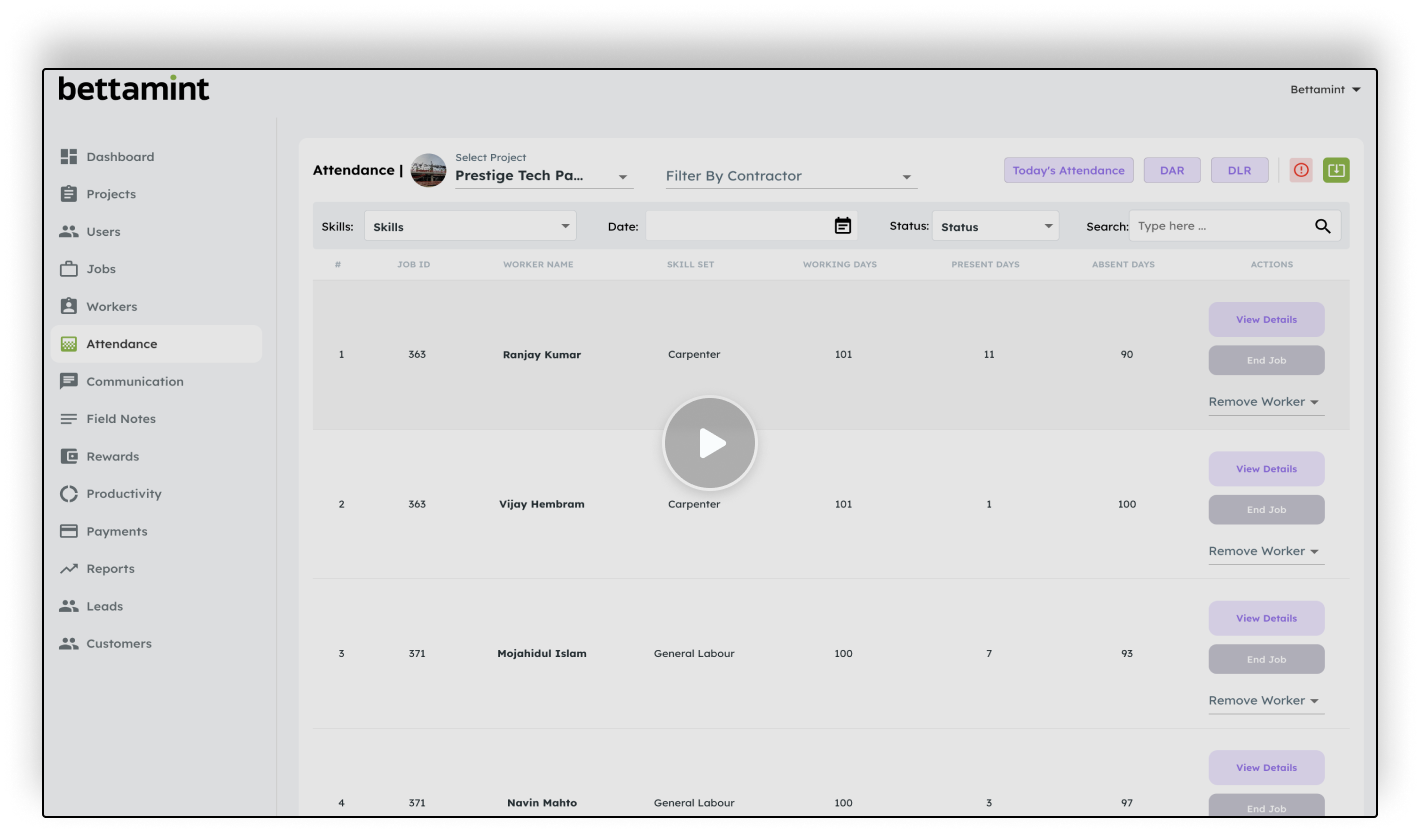 bettamint
Bettamint
Dashboard
Projects
Users
Jobs
Workers
Attendance
Communication
Field Notes
Rewards
Productivity
Payments
Reports
Leads
Customers
Attendance |
Select Project
Prestige Tech Pa...
Filter By Contractor
Today's Attendance
DAR
DLR
Skills:
Skills
Date:
Status:
Status
Search:
Type here ...
# JOB ID WORKER NAME SKILL SET WORKING DAYS PRESENT DAYS ABSENT DAYS ACTIONS
1 363 Ranjay Kumar Carpenter 101 11 90
View Details
End Job
Remove Worker
2 363 Vijay Hembram Carpenter 101 1 100
View Details
End Job
Remove Worker
3 371 Mojahidul Islam General Labour 100 7 93
View Details
End Job
Remove Worker
4 371 Navin Mahto General Labour 100 3 97
View Details
End Job